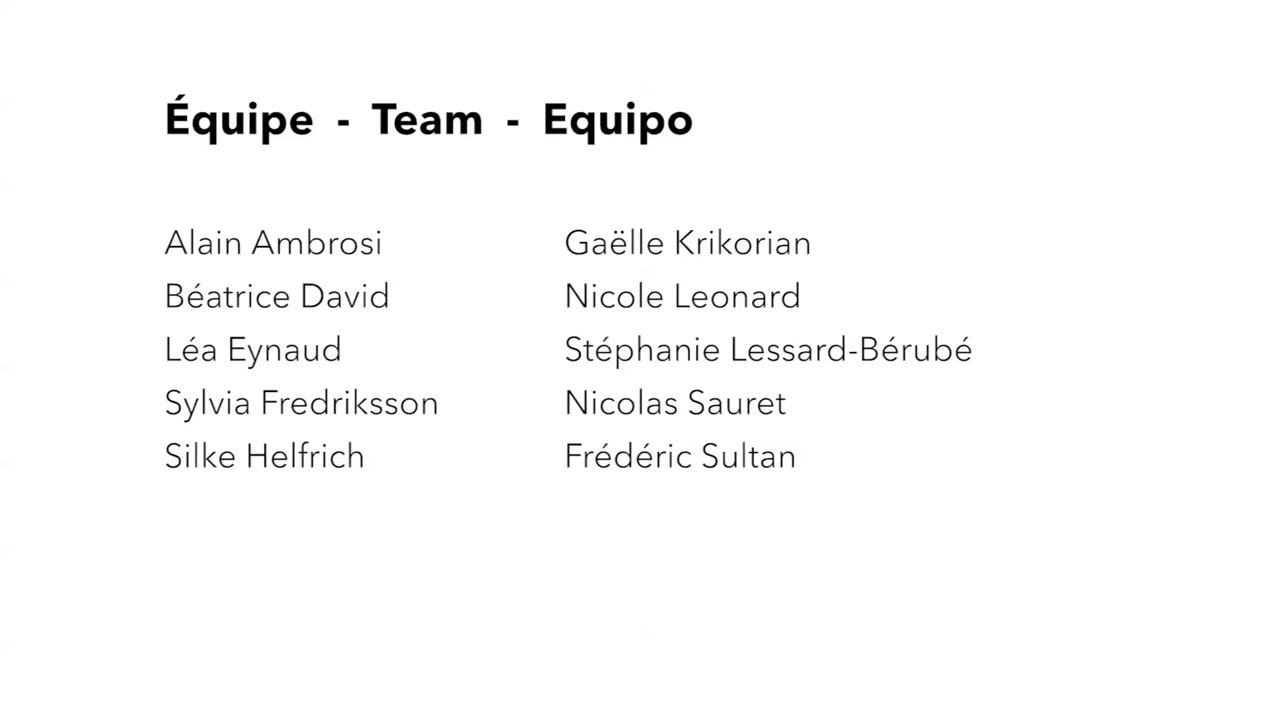 Équipe - Team - Equipo
Alain Ambrosi
Béatrice David
Léa Eynaud
Sylvia Fredriksson
Silke Helfrich
Gaëlle Krikorian
Nicole Leonard
Stéphanie Lessard-Bérubé
Nicolas Sauret
Frédéric Sultan